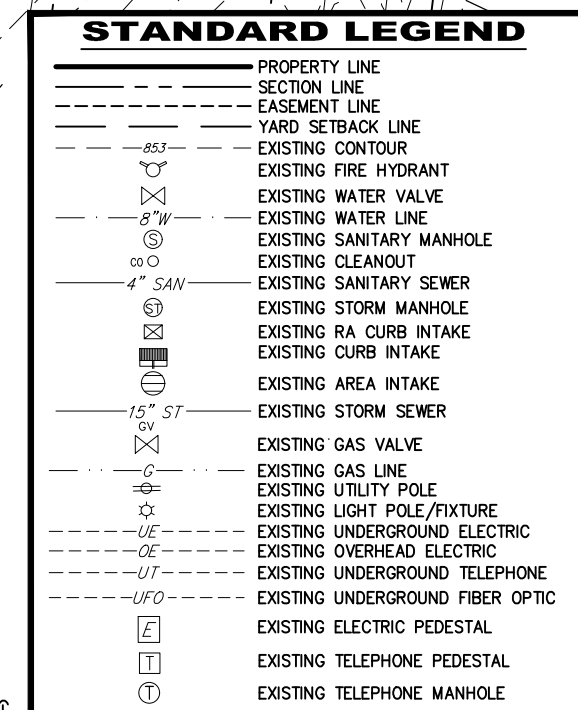 STANDARD LEGEND
PROPERTY LINE
SECTION LINE
EASEMENT LINE
YARD SETBACK LINE
853 EXISTING CONTOUR
EXISTING FIRE HYDRANT
EXISTING WATER VALVE
8"W EXISTING WATER LINE
S EXISTING SANITARY MANHOLE
CO EXISTING CLEANOUT
4" SAN EXISTING SANITARY SEWER
ST EXISTING STORM MANHOLE
EXISTING RA CURB INTAKE
EXISTING CURB INTAKE
EXISTING AREA INTAKE
15" ST EXISTING STORM SEWER
GV
EXISTING GAS VALVE
G EXISTING GAS LINE
EXISTING UTILITY POLE
EXISTING LIGHT POLE/FIXTURE
UE EXISTING UNDERGROUND ELECTRIC
OE EXISTING OVERHEAD ELECTRIC
UT EXISTING UNDERGROUND TELEPHONE
UFO EXISTING UNDERGROUND FIBER OPTIC
E EXISTING ELECTRIC PEDESTAL
T EXISTING TELEPHONE PEDESTAL
T EXISTING TELEPHONE MANHOLE